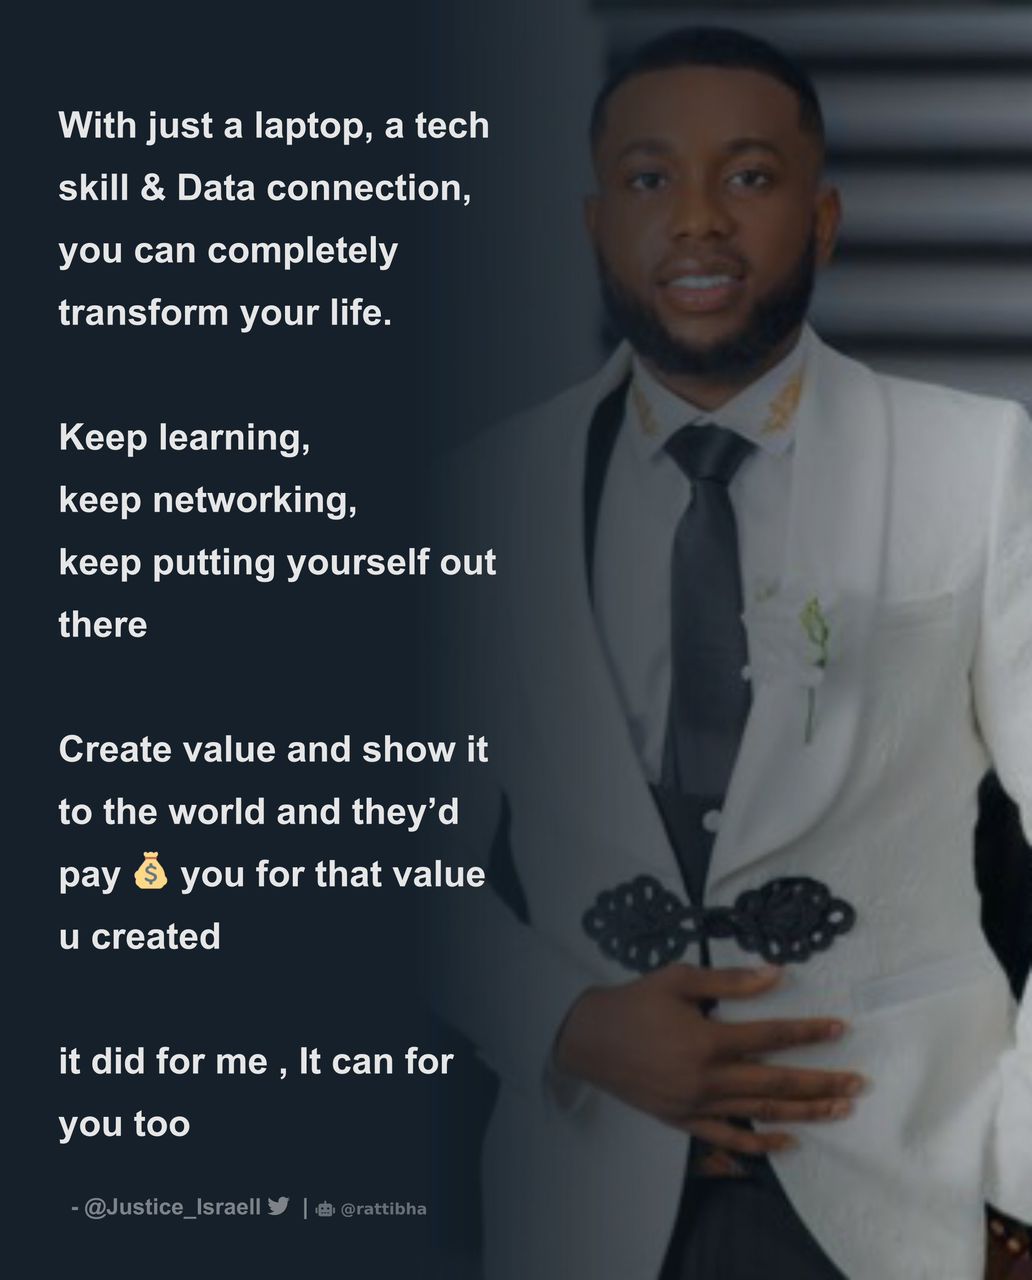 With just a laptop, a tech
skill & Data connection,
you can completely
transform your life.
Keep learning,
keep networking,
keep putting yourself out
there
Create value and show it
to the world and they’d
pay 💰 you for that value
u created
it did for me , It can for
you too
- @Justice_Israell | @rattibha